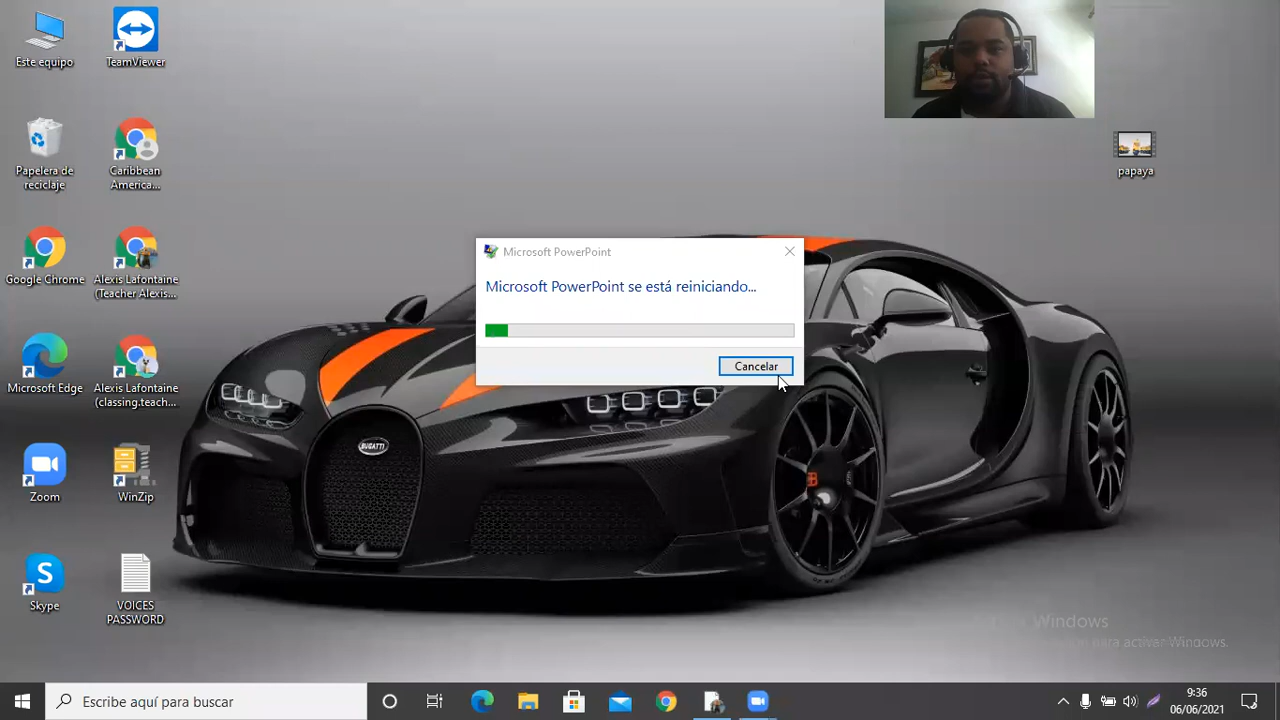 Este equipo
TeamViewer
papaya
Papelera de
reciclaje
Caribbean
America...
Google Chrome
Alexis Lafontaine
(Teacher Alexis...
Microsoft PowerPoint
Microsoft PowerPoint se está reiniciando...
Cancelar
Microsoft Edge
Alexis Lafontaine
(classing.teach...
BUGATTI
Zoom
WinZip
Skype
VOICES
PASSWORD
Windows
para activar Windows.
Escribe aquí para buscar
9:36
06/06/2021